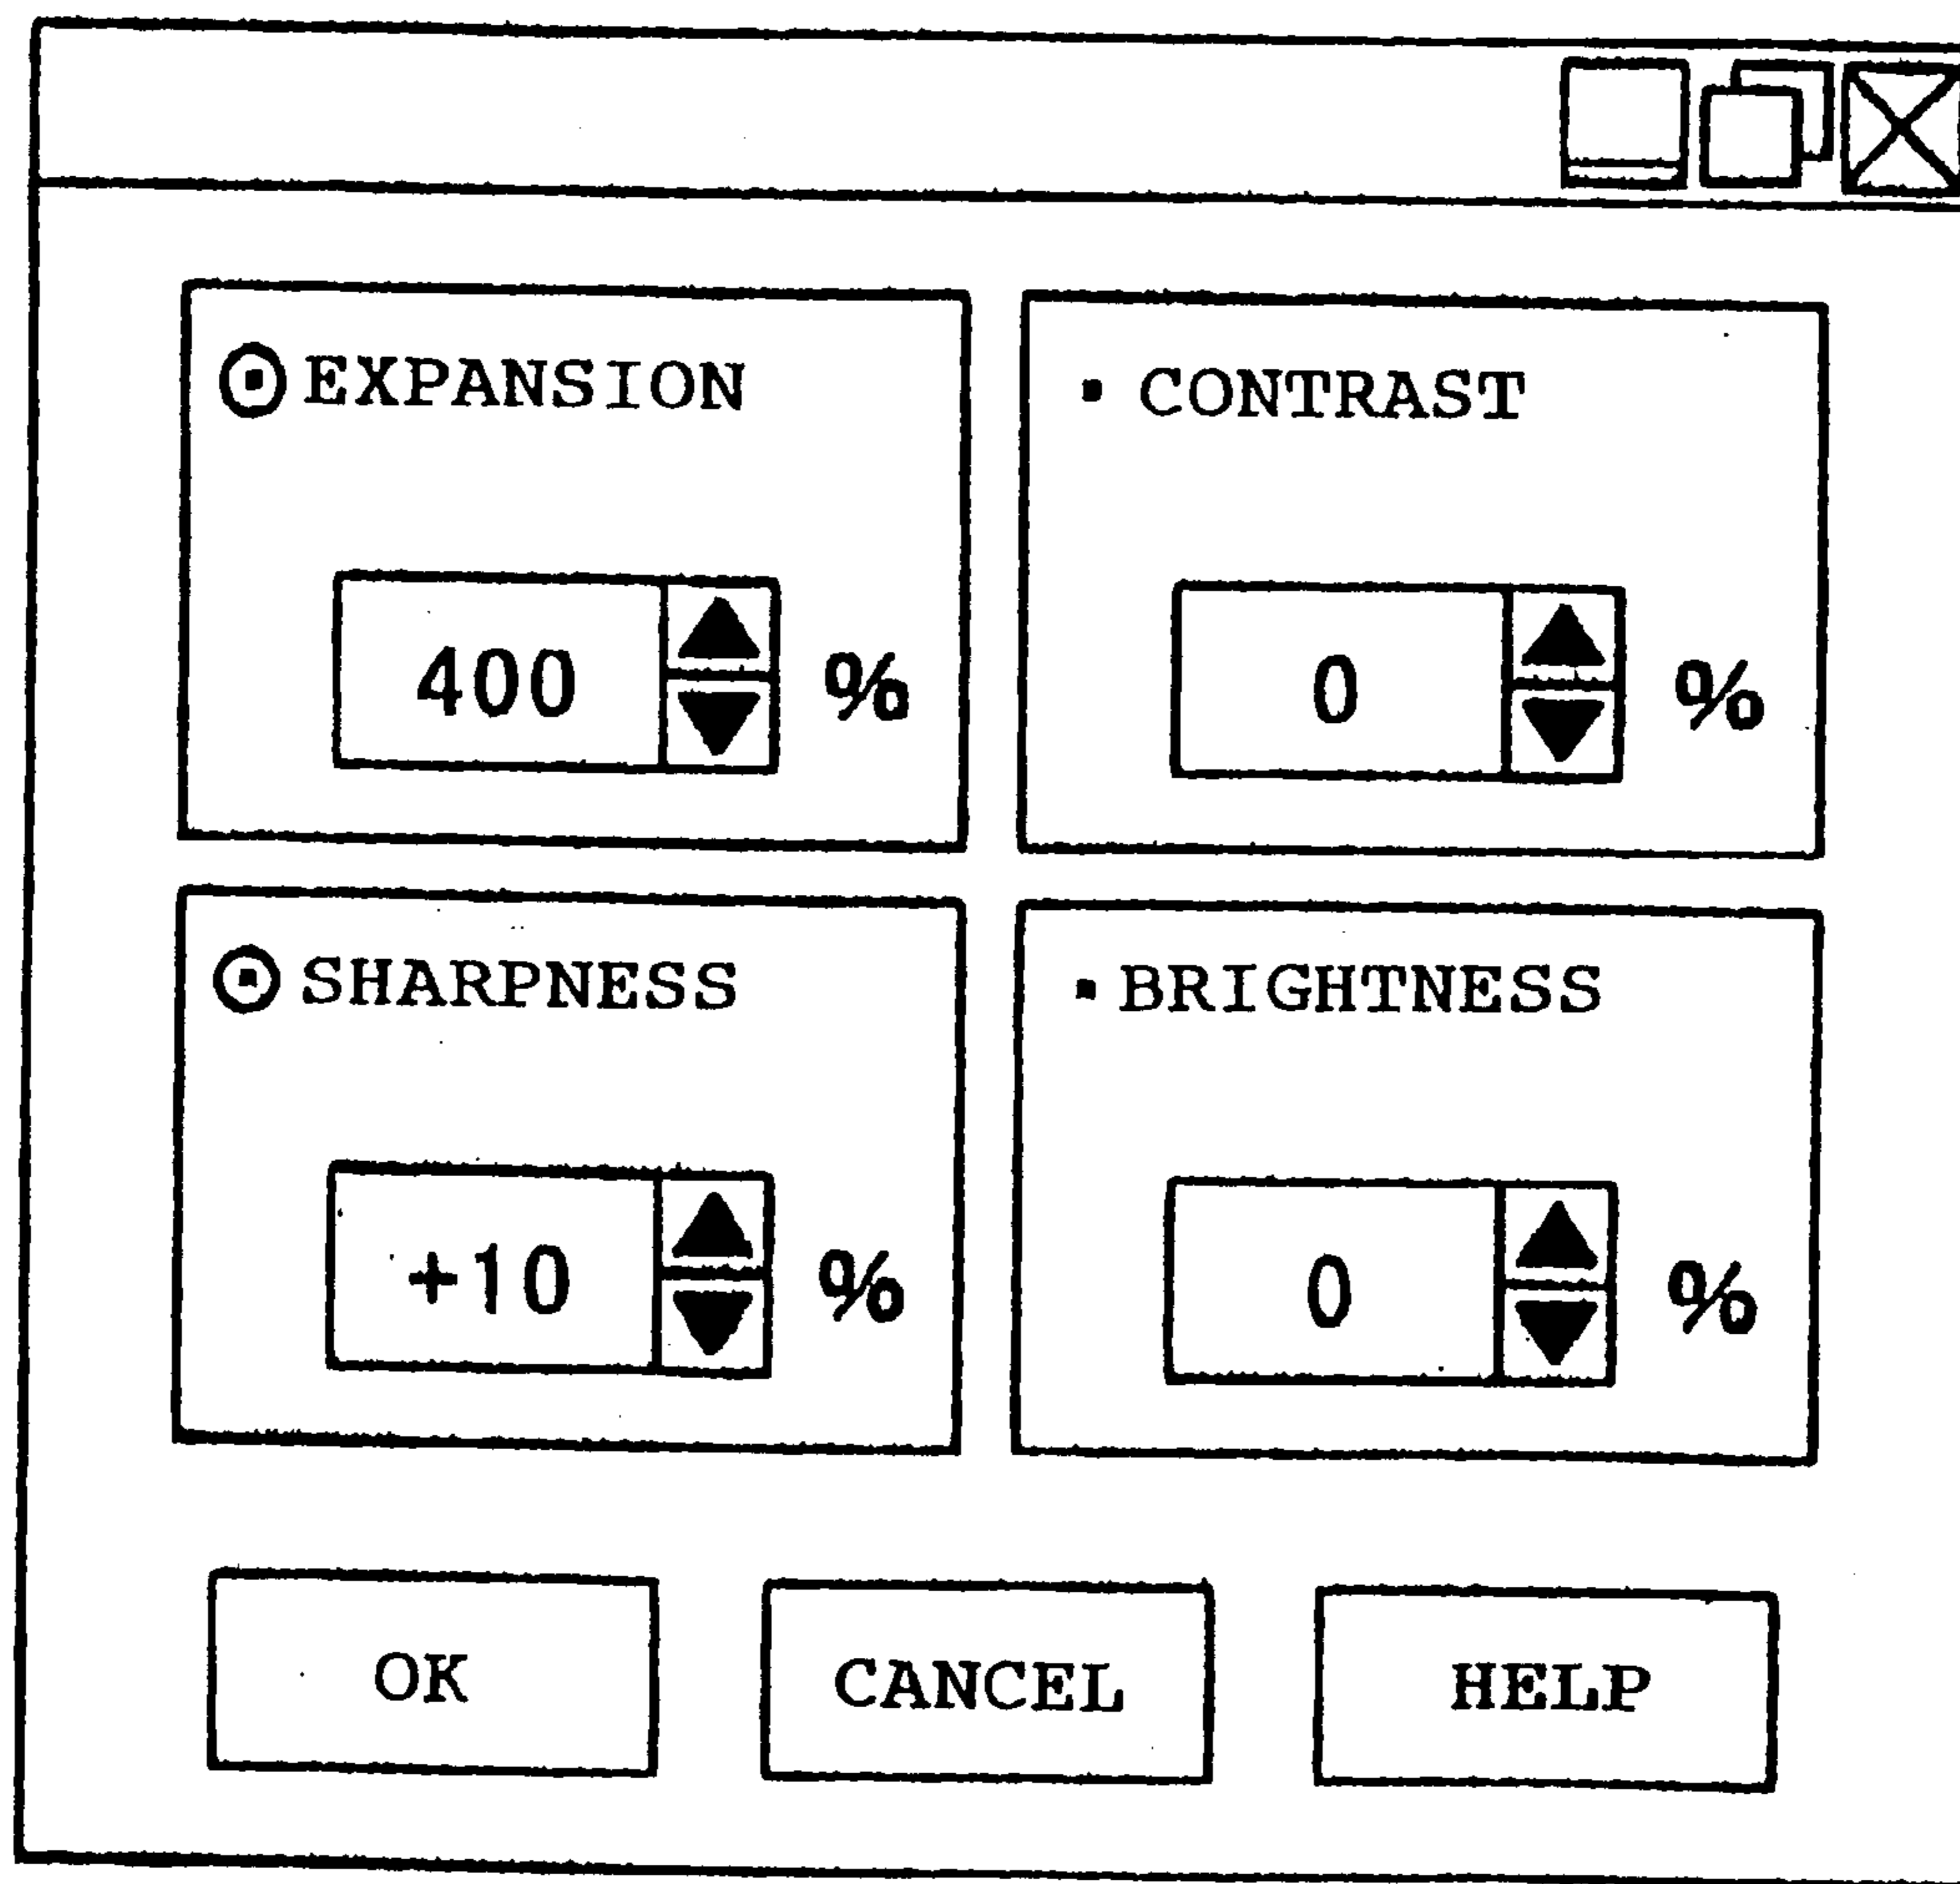 ⊙ EXPANSION
400 %
▪ CONTRAST
0 %
⊙ SHARPNESS
+10 %
▪ BRIGHTNESS
0 %
OK
CANCEL
HELP